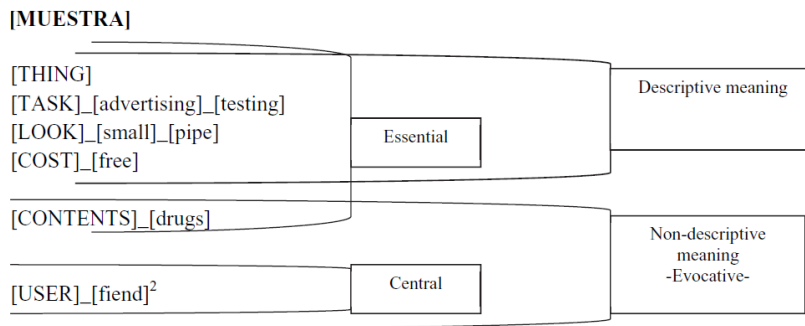 [MUESTRA]
[THING]
[TASK]_[advertising]_[testing]
[LOOK]_[small]_[pipe]
[COST]_[free]
[CONTENTS]_[drugs]
[USER]_[fiend]²
Essential
Central
Descriptive meaning
Non-descriptive
meaning
-Evocative-